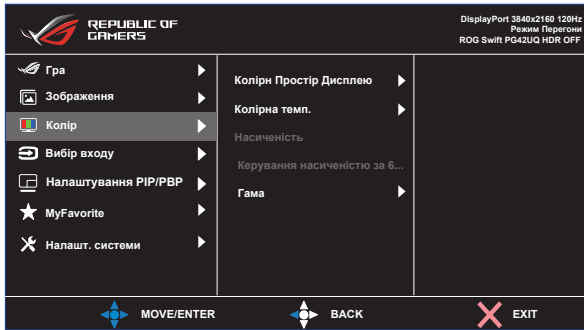 REPUBLIC OF
GAMERS
DisplayPort 3840x2160 120Hz
Режим Перегони
ROG Swift PG42UQ HDR OFF
Гра
Зображення
Колір
Вибір входу
Налаштування PIP/PBP
MyFavorite
Налашт. системи
Колірн Простір Дисплею
Колірна темп.
Насиченість
Керування насиченістю за 6...
Гама
MOVE/ENTER
BACK
EXIT